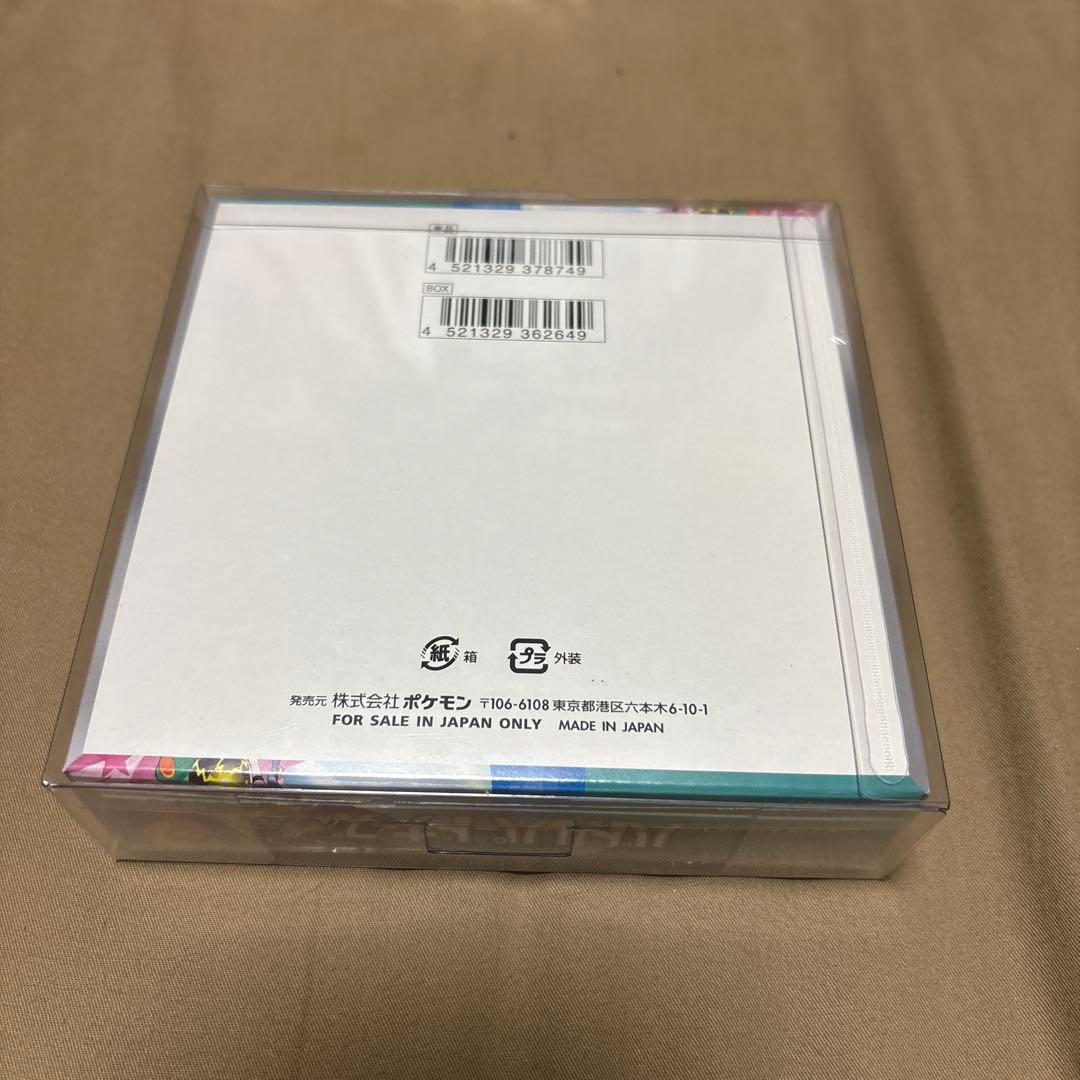 単品
4 521329 378749
BOX
4 521329 362649
紙 箱 プラ 外装
発売元 株式会社 ポケモン 〒106-6108 東京都港区六本木6-10-1
FOR SALE IN JAPAN ONLY MADE IN JAPAN